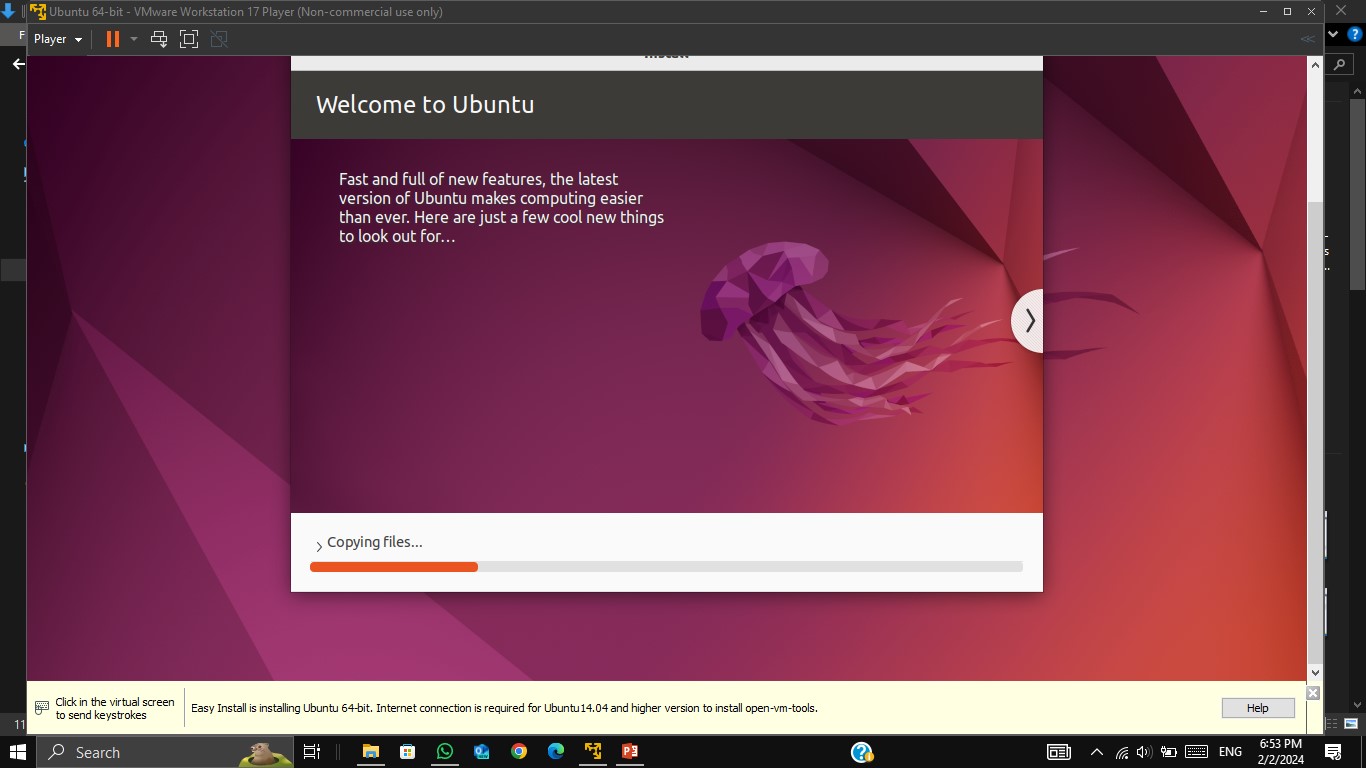 Ubuntu 64-bit - VMware Workstation 17 Player (Non-commercial use only)
Player
Welcome to Ubuntu
Fast and full of new features, the latest
version of Ubuntu makes computing easier
than ever. Here are just a few cool new things
to look out for...
Copying files...
Click in the virtual screen
to send keystrokes
Easy Install is installing Ubuntu 64-bit. Internet connection is required for Ubuntu14.04 and higher version to install open-vm-tools.
Help
11
Search
ENG
6:53 PM
2/2/2024